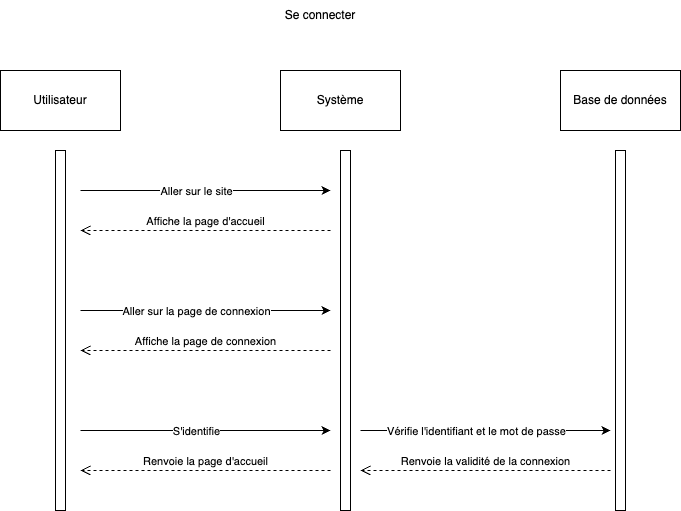 Se connecter
Utilisateur
Système
Base de données
Aller sur le site
Affiche la page d'accueil
Aller sur la page de connexion
Affiche la page de connexion
S'identifie
Vérifie l'identifiant et le mot de passe
Renvoie la page d'accueil
Renvoie la validité de la connexion